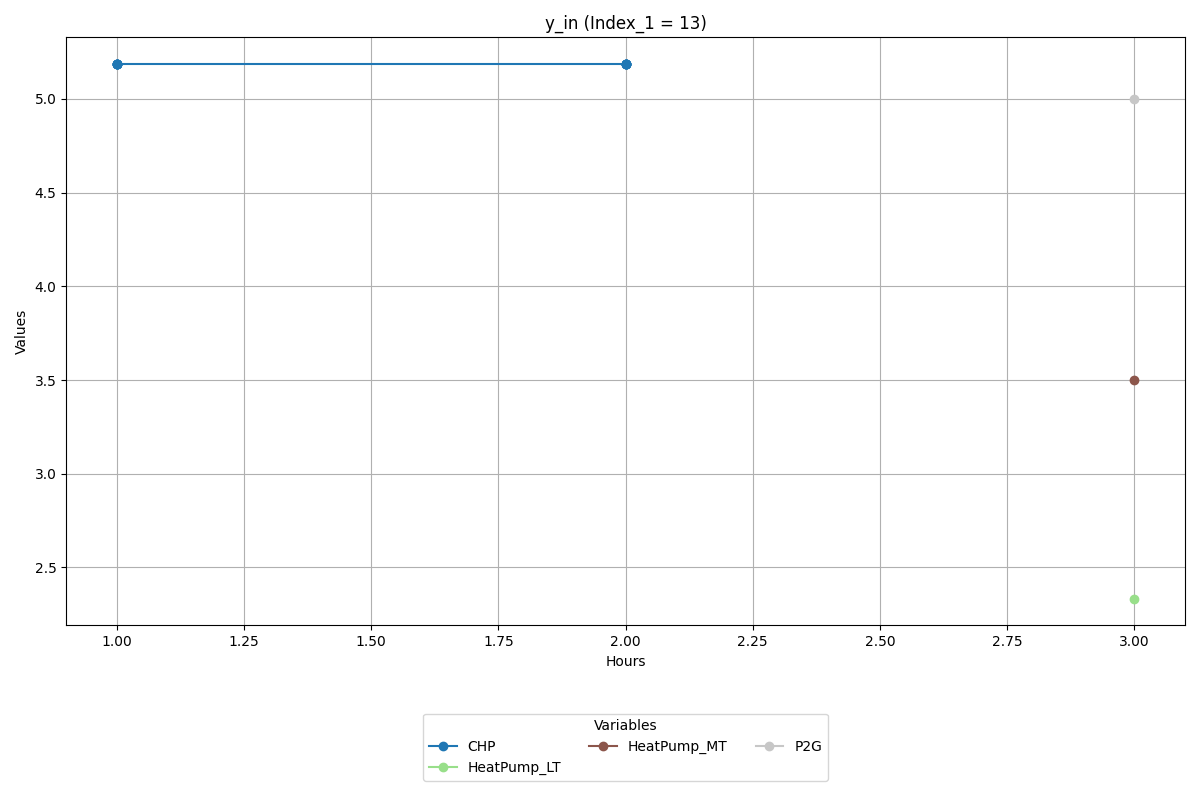 y_in (Index_1 = 13)
Values
5.0
4.5
4.0
3.5
3.0
2.5
1.00 1.25 1.50 1.75 2.00 2.25 2.50 2.75 3.00
Hours
Variables
CHP HeatPump_MT P2G
HeatPump_LT